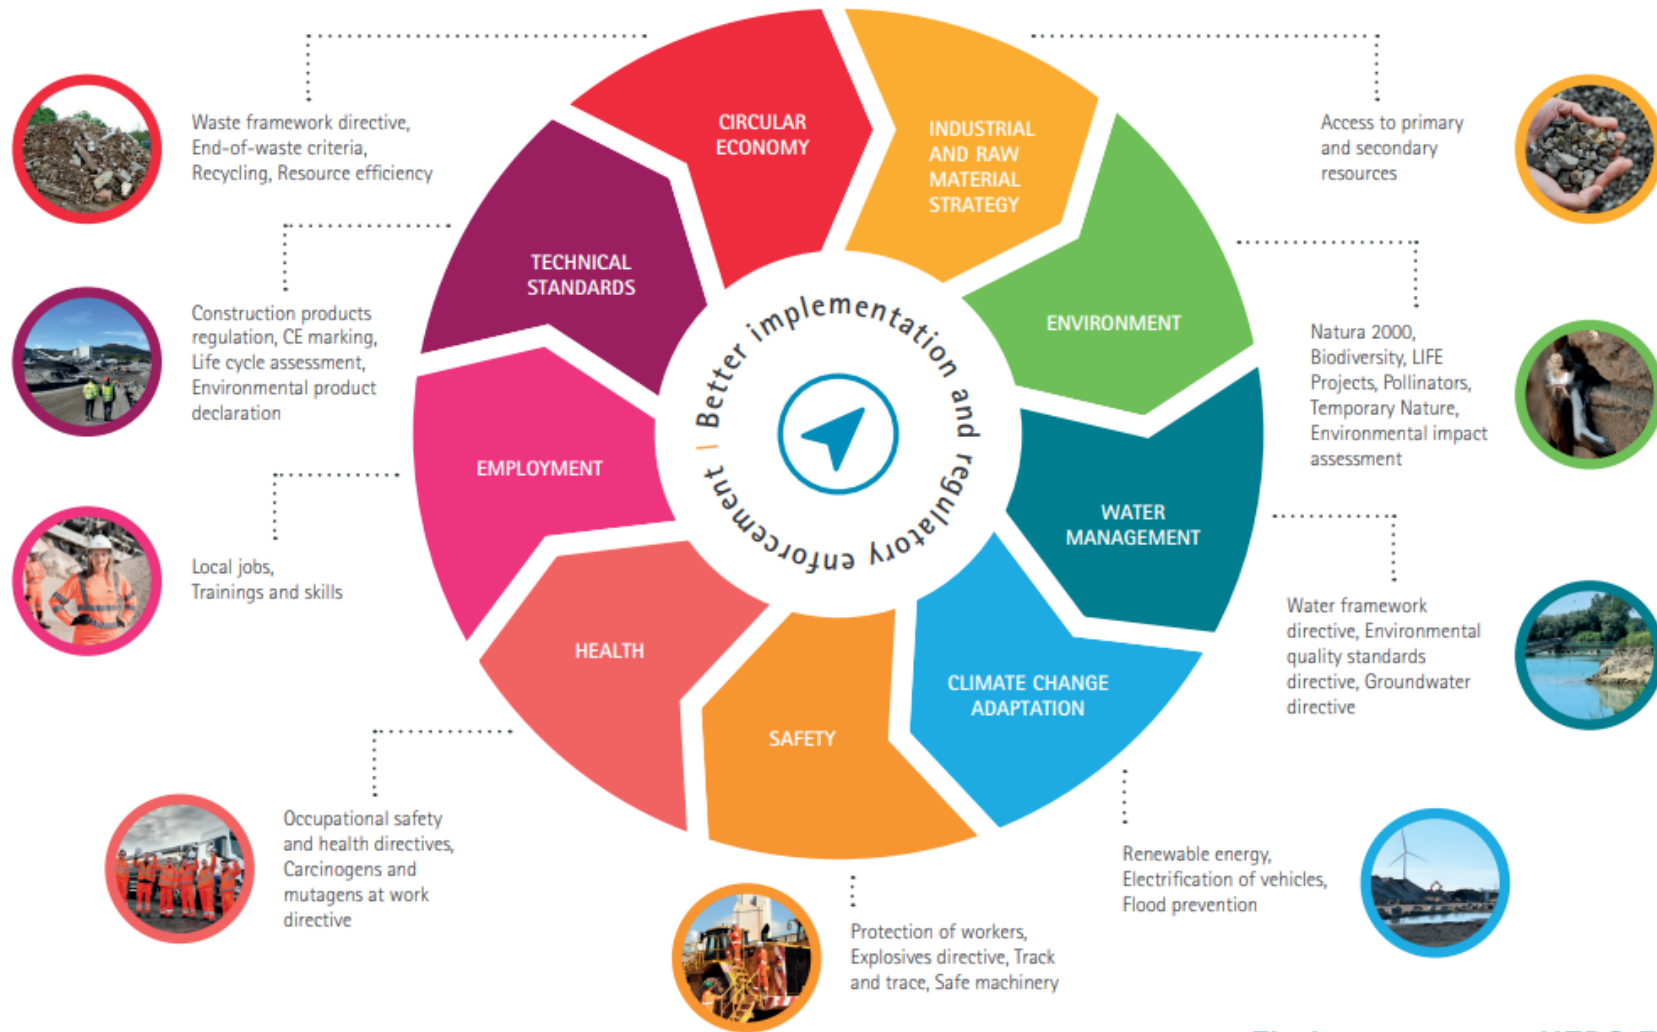 CIRCULAR
ECONOMY
Waste framework directive,
End-of-waste criteria,
Recycling, Resource efficiency
INDUSTRIAL
AND RAW
MATERIAL
STRATEGY
Access to primary
and secondary
resources
ENVIRONMENT
Natura 2000,
Biodiversity, LIFE
Projects, Pollinators,
Temporary Nature,
Environmental impact
assessment
WATER
MANAGEMENT
Water framework
directive, Environmental
quality standards
directive, Groundwater
directive
CLIMATE CHANGE
ADAPTATION
Renewable energy,
Electrification of vehicles,
Flood prevention
SAFETY
Protection of workers,
Explosives directive, Track
and trace, Safe machinery
HEALTH
Occupational safety
and health directives,
Carcinogens and
mutagens at work
directive
EMPLOYMENT
Local jobs,
Trainings and skills
TECHNICAL
STANDARDS
Construction products
regulation, CE marking,
Life cycle assessment,
Environmental product
declaration
| Better implementation and regulatory enforcement